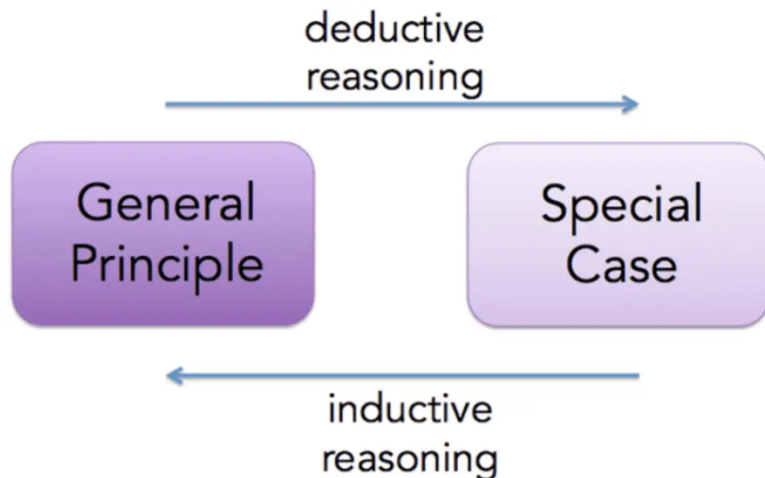 deductive
reasoning
General
Principle
Special
Case
inductive
reasoning